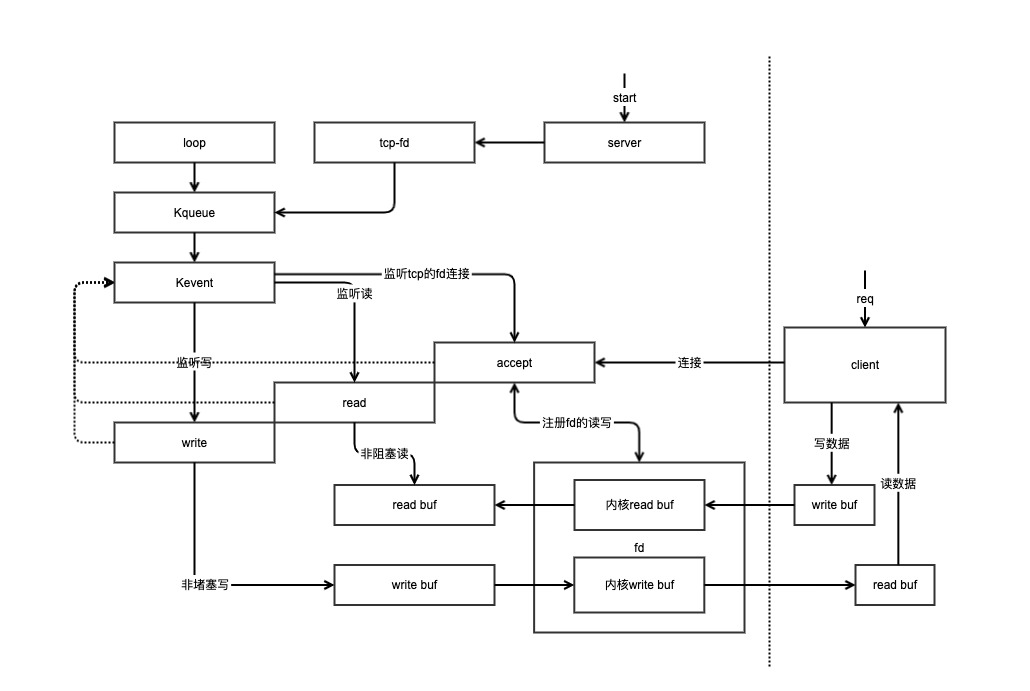 start
loop
tcp-fd
server
Kqueue
监听tcp的fd连接
Kevent
监听读
req
监听写
accept
连接
client
read
注册fd的读写
write
写数据
非阻塞读
读数据
read buf
内核read buf
write buf
fd
非堵塞写
write buf
内核write buf
read buf